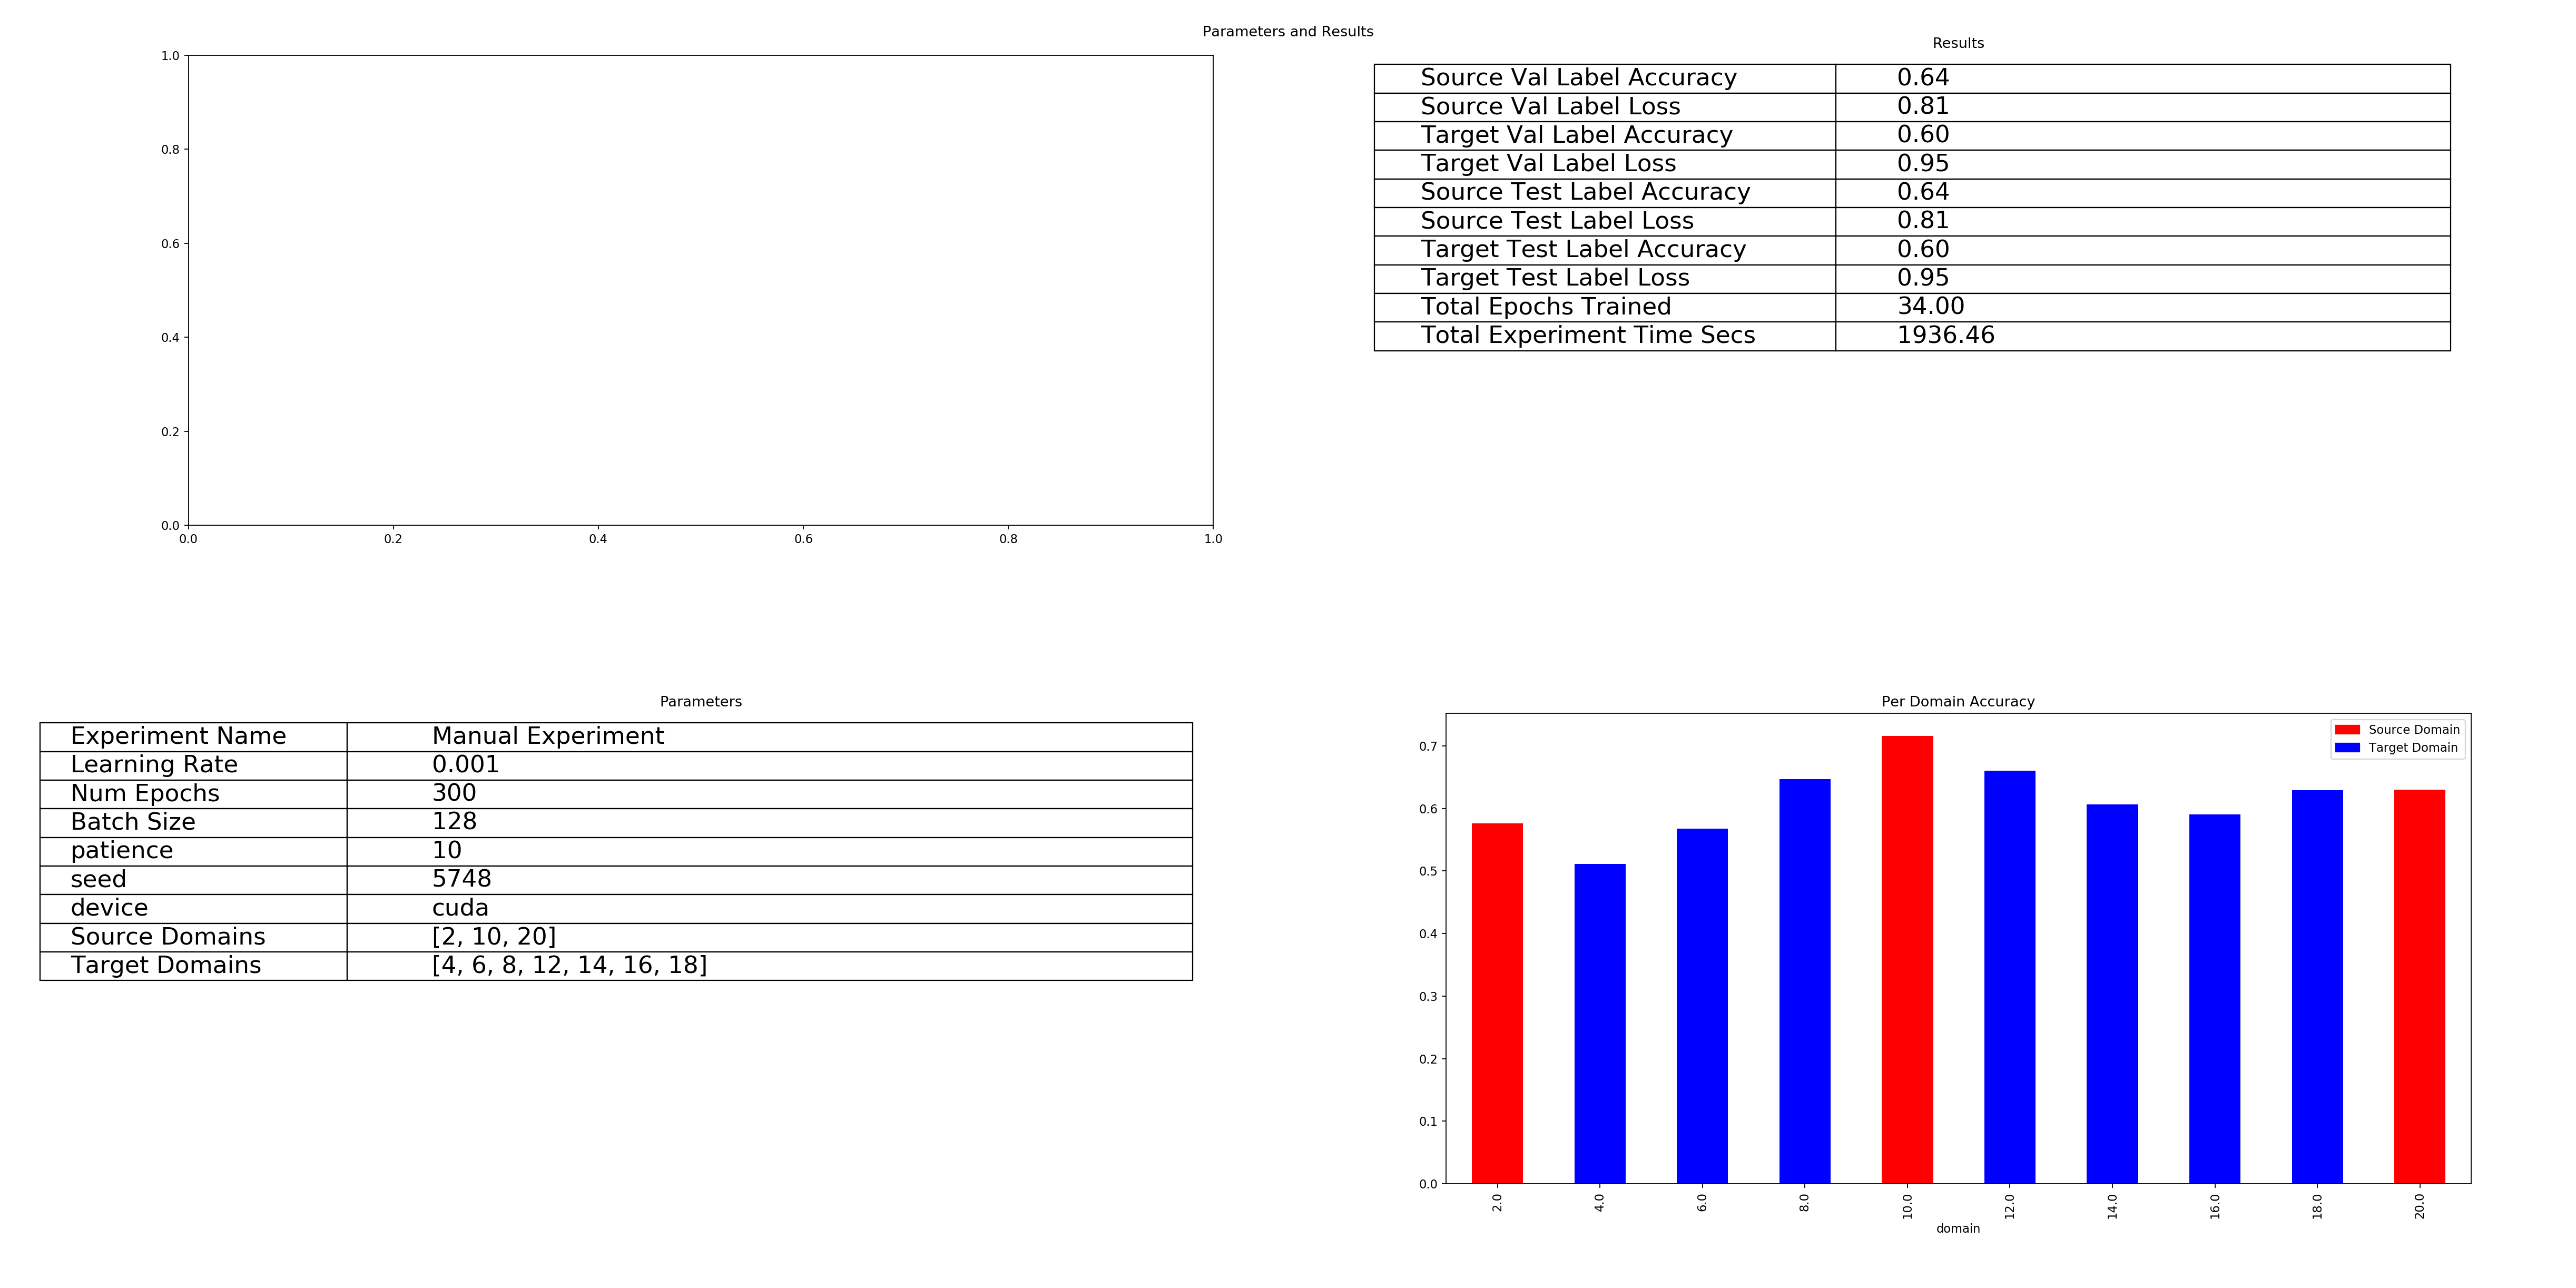 Parameters and Results
1.0
0.8
0.6
0.4
0.2
0.0
0.0 0.2 0.4 0.6 0.8 1.0
Results
Source Val Label Accuracy 0.64
Source Val Label Loss 0.81
Target Val Label Accuracy 0.60
Target Val Label Loss 0.95
Source Test Label Accuracy 0.64
Source Test Label Loss 0.81
Target Test Label Accuracy 0.60
Target Test Label Loss 0.95
Total Epochs Trained 34.00
Total Experiment Time Secs 1936.46
Parameters
Experiment Name Manual Experiment
Learning Rate 0.001
Num Epochs 300
Batch Size 128
patience 10
seed 5748
device cuda
Source Domains [2, 10, 20]
Target Domains [4, 6, 8, 12, 14, 16, 18]
Per Domain Accuracy
Source Domain
Target Domain
0.7
0.6
0.5
0.4
0.3
0.2
0.1
0.0
2.0 4.0 6.0 8.0 10.0 12.0 14.0 16.0 18.0 20.0
domain